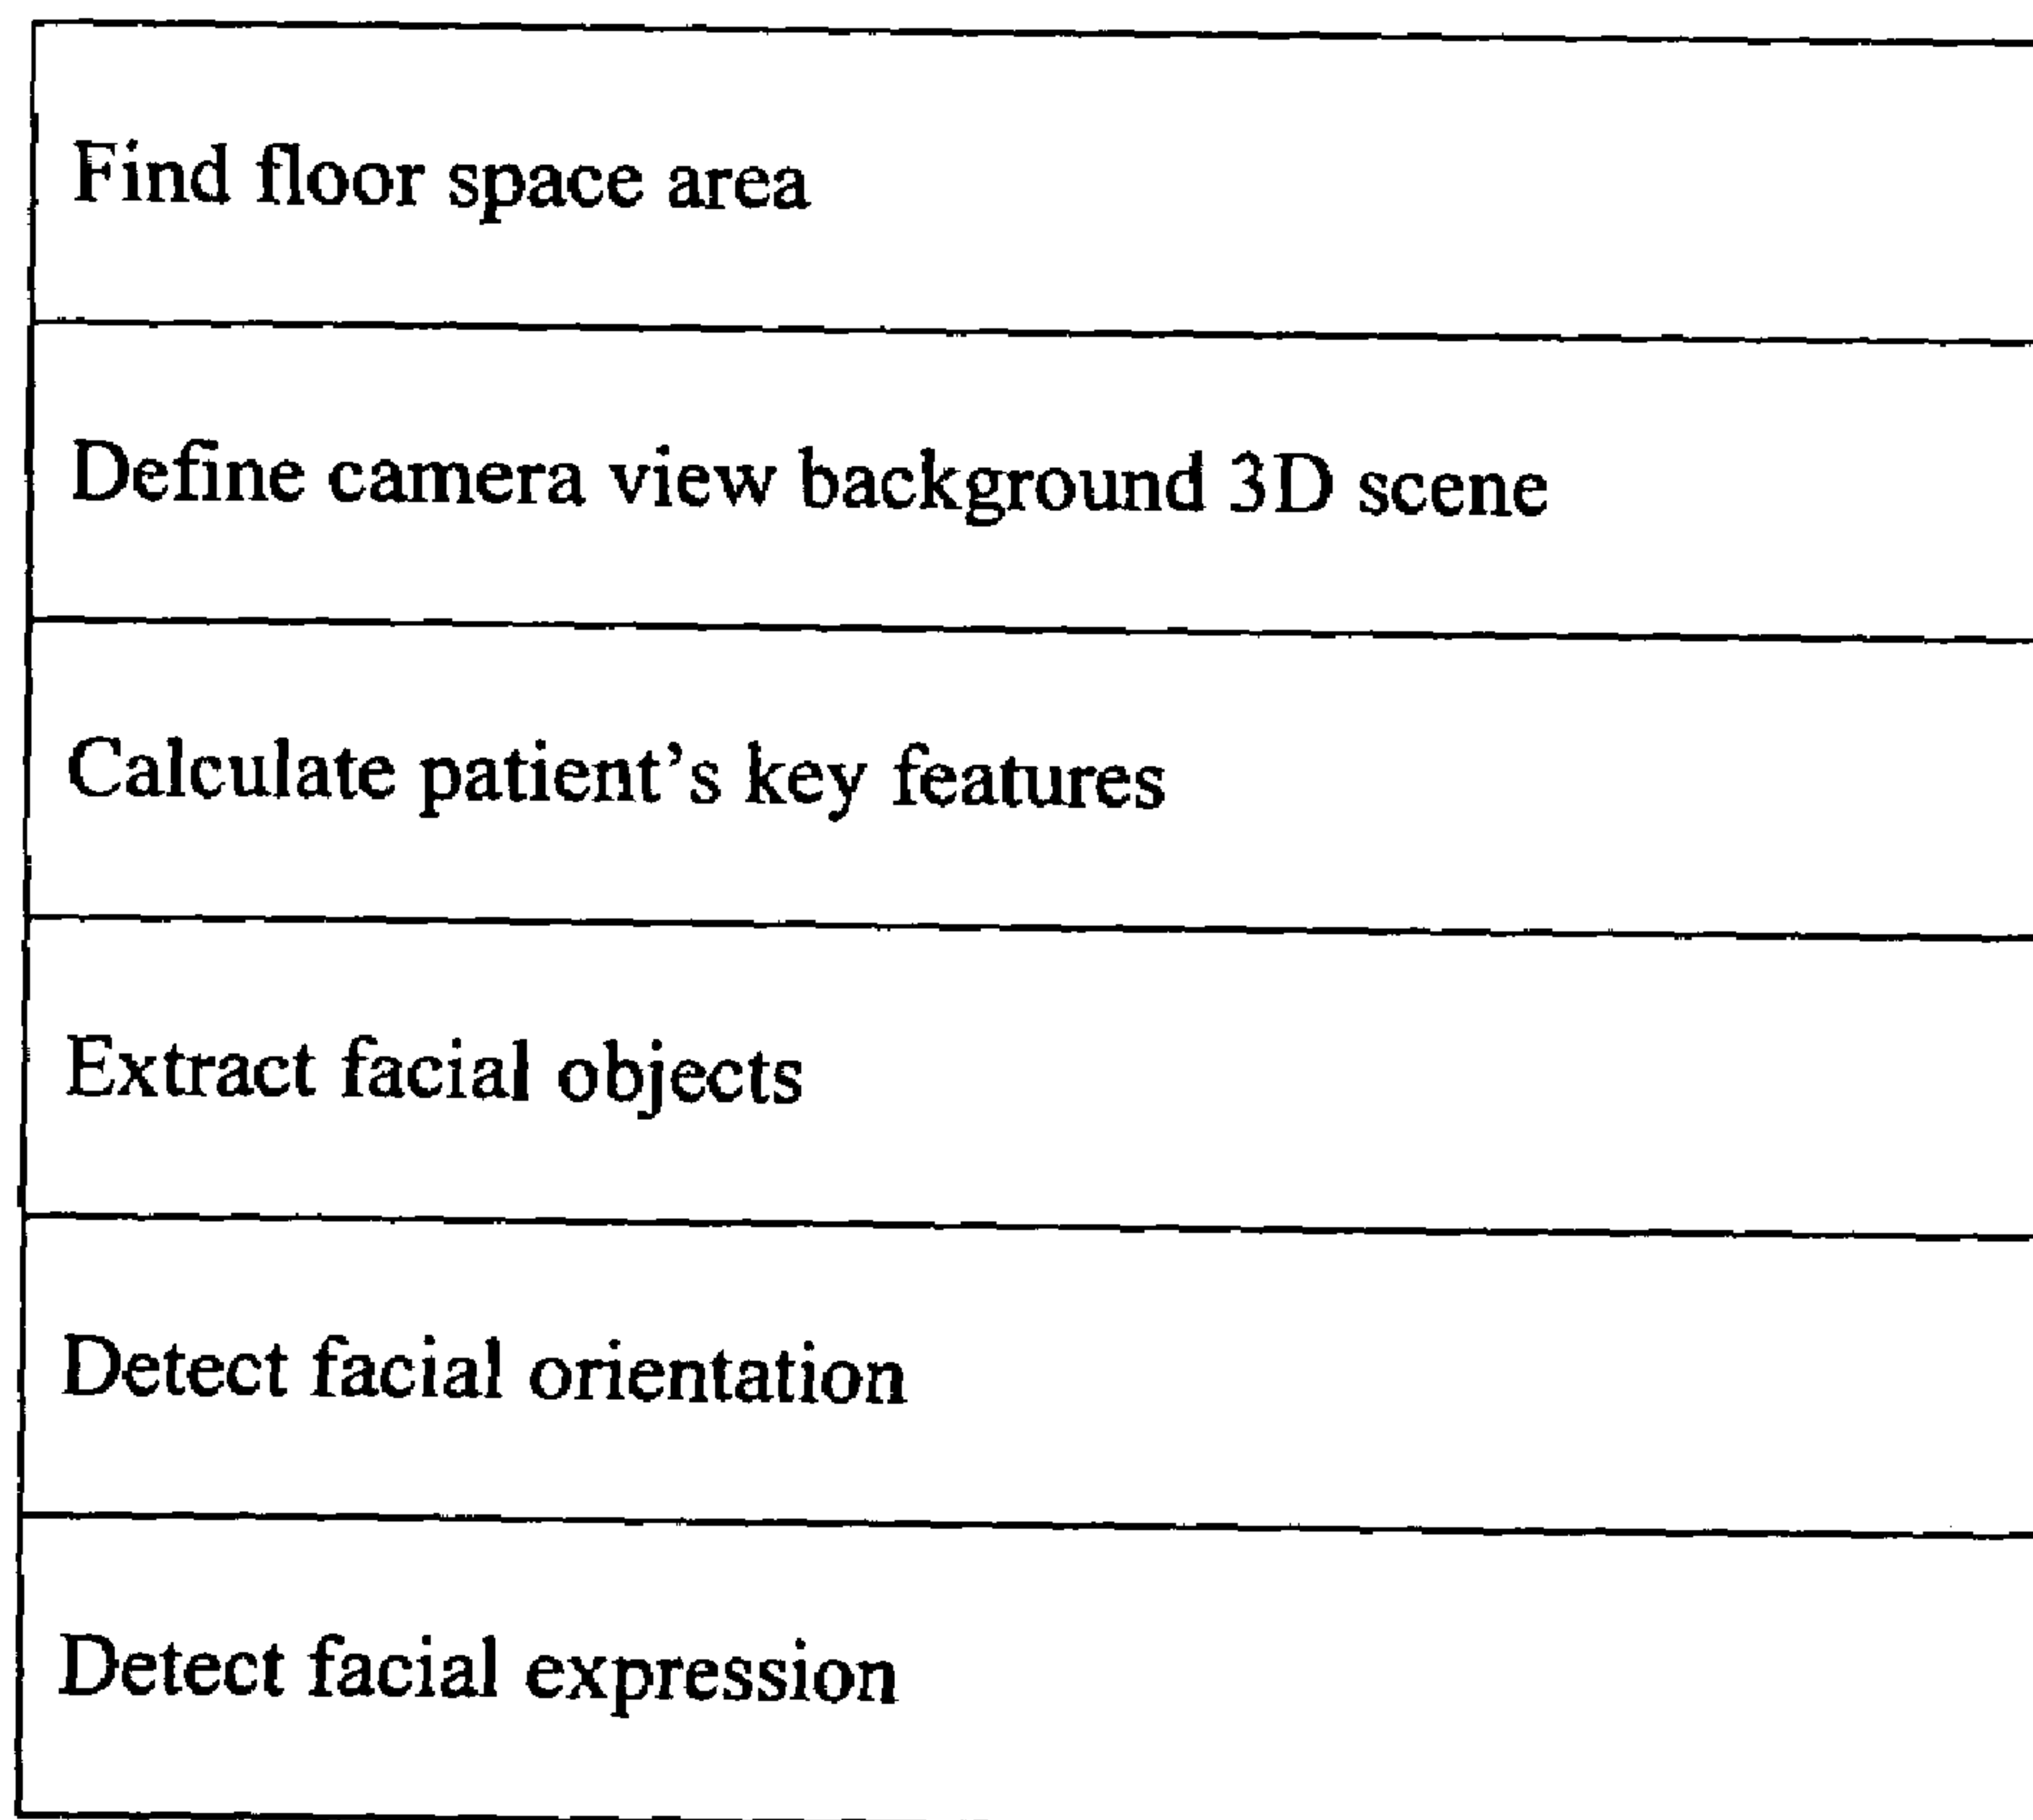 Find floor space area
Define camera view background 3D scene
Calculate patient's key features
Extract facial objects
Detect facial orientation
Detect facial expression